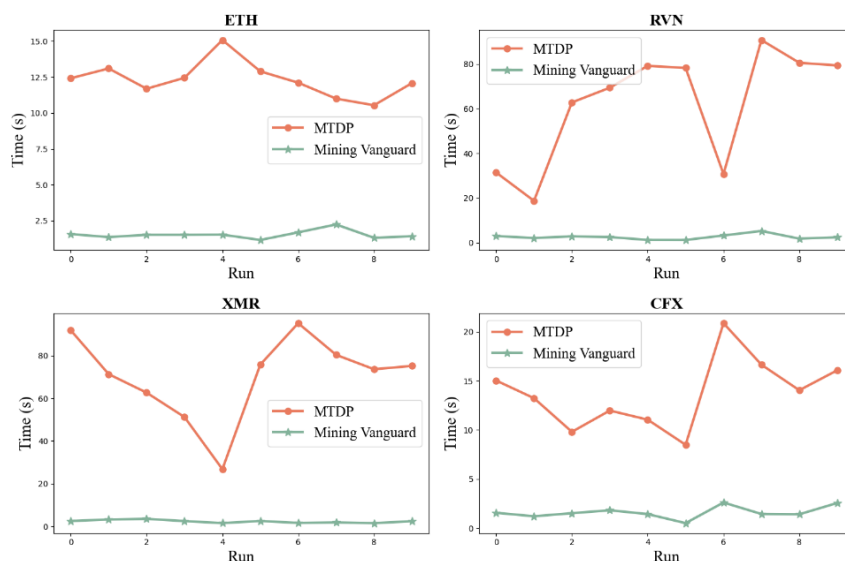 ETH
15.0
12.5
10.0
7.5
5.0
2.5
Time (s)
MTDP
Mining Vanguard
0 2 4 6 8
Run
RVN
80
60
40
20
0
Time (s)
MTDP
Mining Vanguard
0 2 4 6 8
Run
XMR
80
60
40
20
0
Time (s)
MTDP
Mining Vanguard
0 2 4 6 8
Run
CFX
20
15
10
5
0
Time (s)
MTDP
Mining Vanguard
0 2 4 6 8
Run